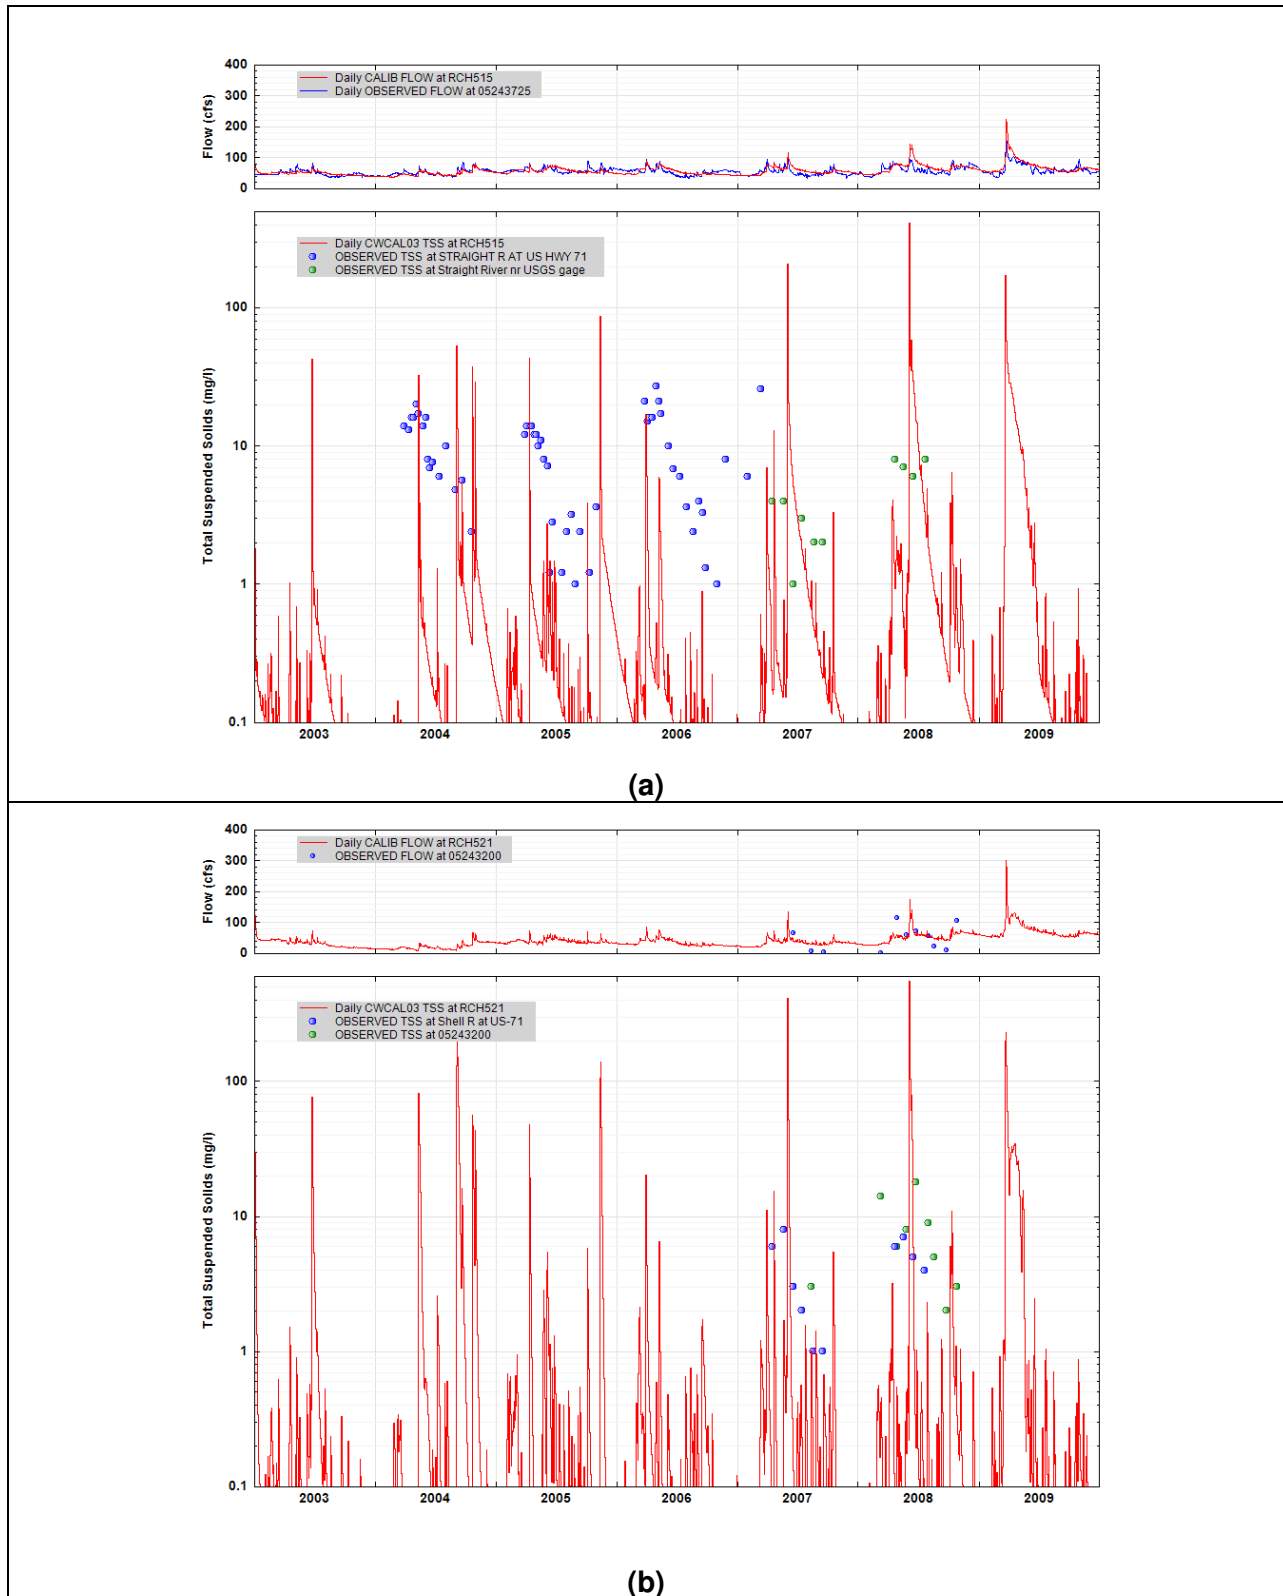 400
300
200
100
0
Flow (cfs)
Daily CALIB FLOW at RCH515
Daily OBSERVED FLOW at 05243725
Daily CWCAL03 TSS at RCH515
OBSERVED TSS at STRAIGHT R AT US HWY 71
OBSERVED TSS at Straight River nr USGS gage
100
10
1
0.1
Total Suspended Solids (mg/l)
2003 2004 2005 2006 2007 2008 2009
(a)
400
300
200
100
0
Flow (cfs)
Daily CALIB FLOW at RCH521
OBSERVED FLOW at 05243200
Daily CWCAL03 TSS at RCH521
OBSERVED TSS at Shell R at US-71
OBSERVED TSS at 05243200
100
10
1
0.1
Total Suspended Solids (mg/l)
2003 2004 2005 2006 2007 2008 2009
(b)